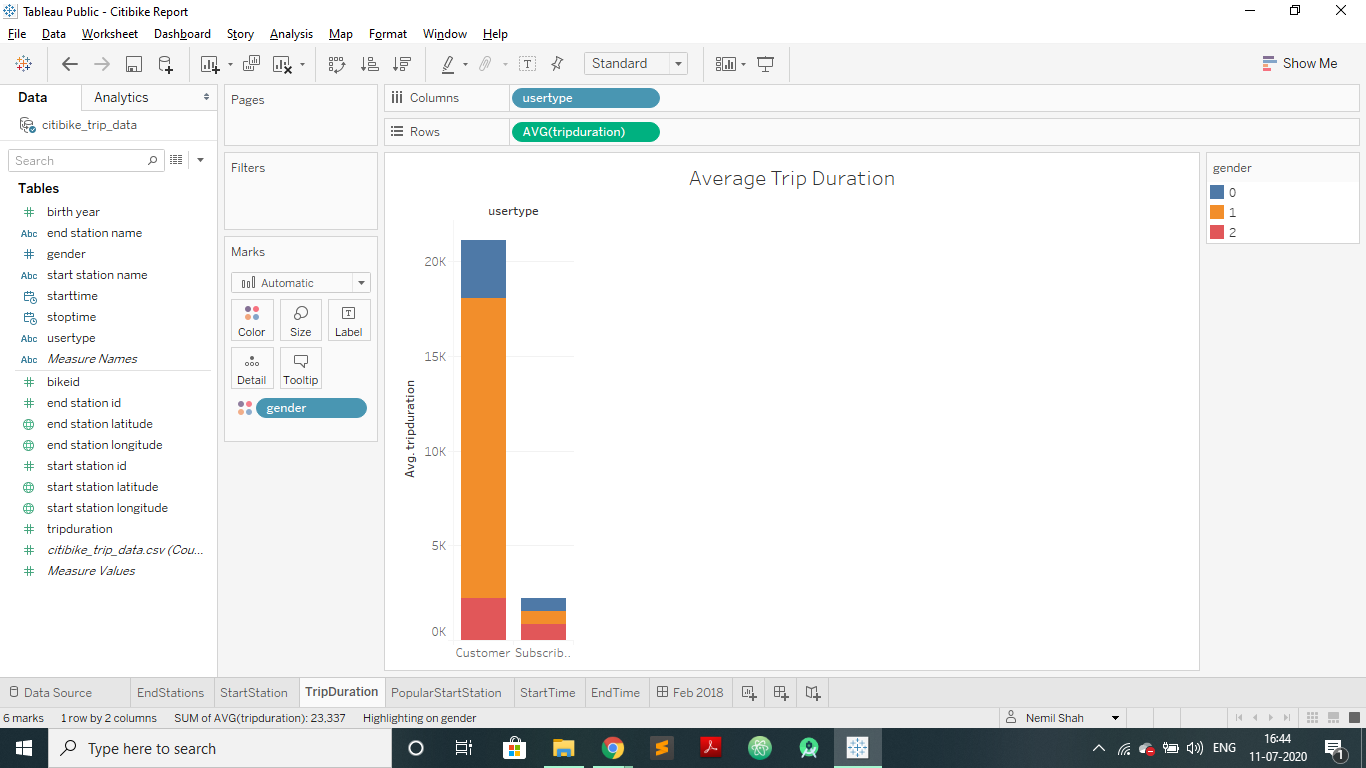 Tableau Public - Citibike Report
File Data Worksheet Dashboard Story Analysis Map Format Window Help
Standard
Show Me
Data Analytics
citibike_trip_data
Search
Tables
birth year
Abc end station name
gender
Abc start station name
starttime
stoptime
Abc usertype
Abc Measure Names
bikeid
end station id
end station latitude
end station longitude
start station id
start station latitude
start station longitude
tripduration
citibike_trip_data.csv (Cou...
Measure Values
Pages
Filters
Marks
Automatic
Color Size Label
Detail Tooltip
gender
Columns usertype
Rows AVG(tripduration)
Average Trip Duration
usertype
Avg. tripduration
20K
15K
10K
5K
0K
Customer Subscrib..
gender
0
1
2
Data Source EndStations StartStation TripDuration PopularStartStation StartTime EndTime Feb 2018
6 marks 1 row by 2 columns SUM of AVG(tripduration): 23,337 Highlighting on gender Nemil Shah
Type here to search
ENG
16:44
11-07-2020
1